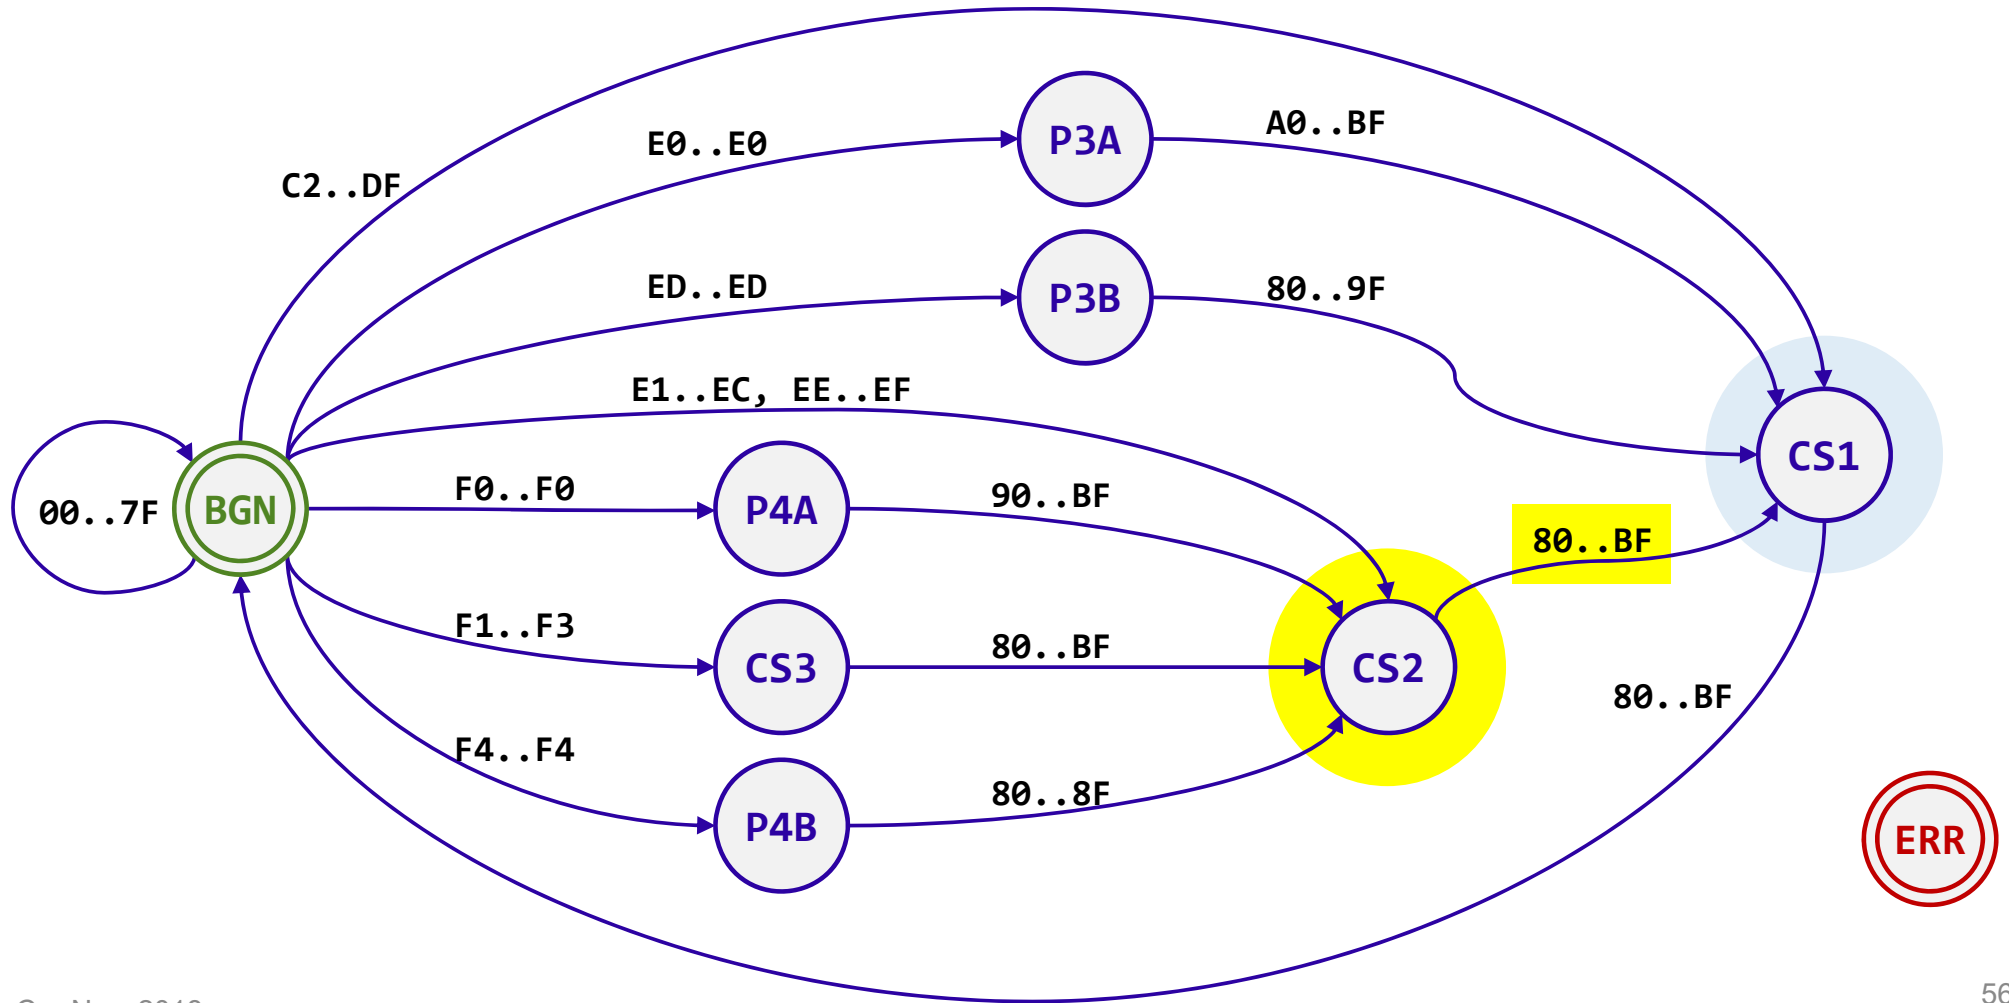 P3A
A0..BF
E0..E0
C2..DF
ED..ED
P3B
80..9F
E1..EC, EE..EF
CS1
00..7F
BGN
F0..F0
P4A
90..BF
80..BF
F1..F3
CS3
80..BF
CS2
80..BF
F4..F4
P4B
80..8F
ERR
56